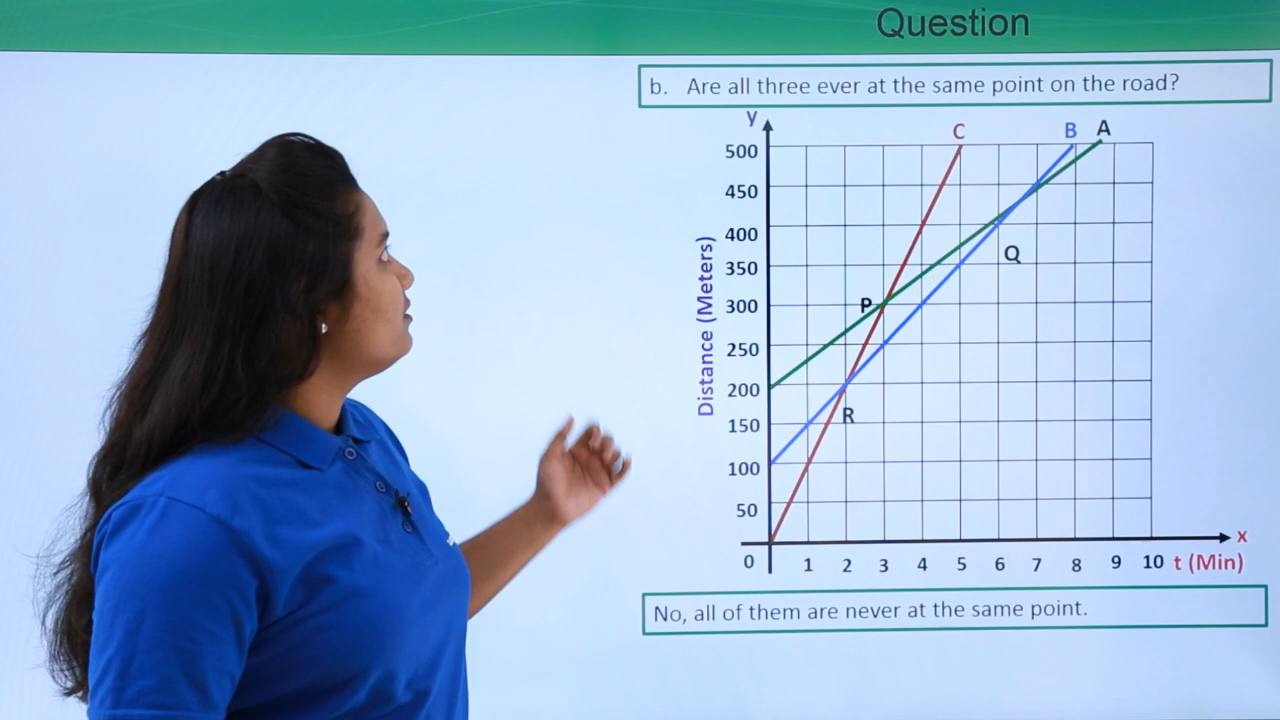 Question
b. Are all three ever at the same point on the road?
y
C B A
500
450
400
350
300
250
200
150
100
50
Distance (Meters)
P
Q
R
0 1 2 3 4 5 6 7 8 9 10 t (Min)
x
No, all of them are never at the same point.